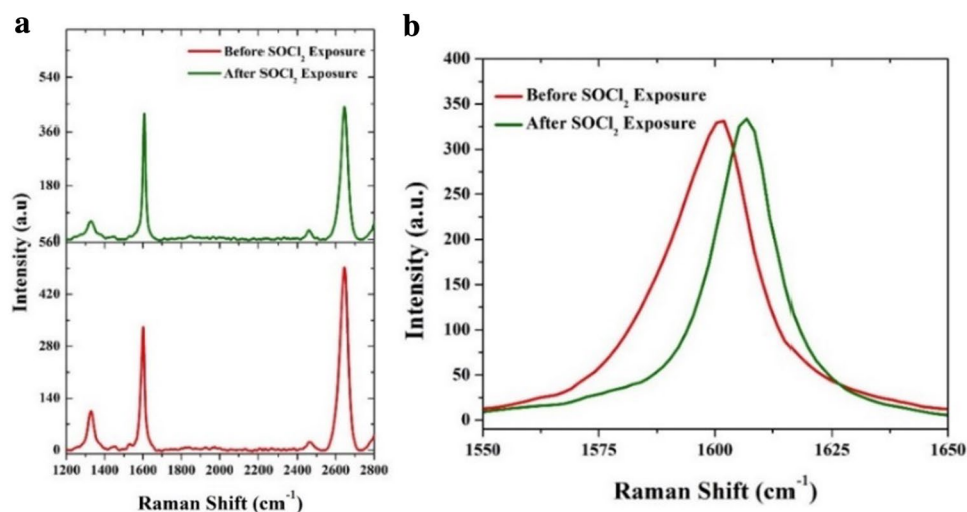 a
Before SOCl₂ Exposure
After SOCl₂ Exposure
540
360
180
0
560
420
280
140
0
1200 1400 1600 1800 2000 2200 2400 2600 2800
Intensity (a.u)
Raman Shift (cm⁻¹)
b
Before SOCl₂ Exposure
After SOCl₂ Exposure
400
350
300
250
200
150
100
50
0
1550 1575 1600 1625 1650
Intensity (a.u.)
Raman Shift (cm⁻¹)